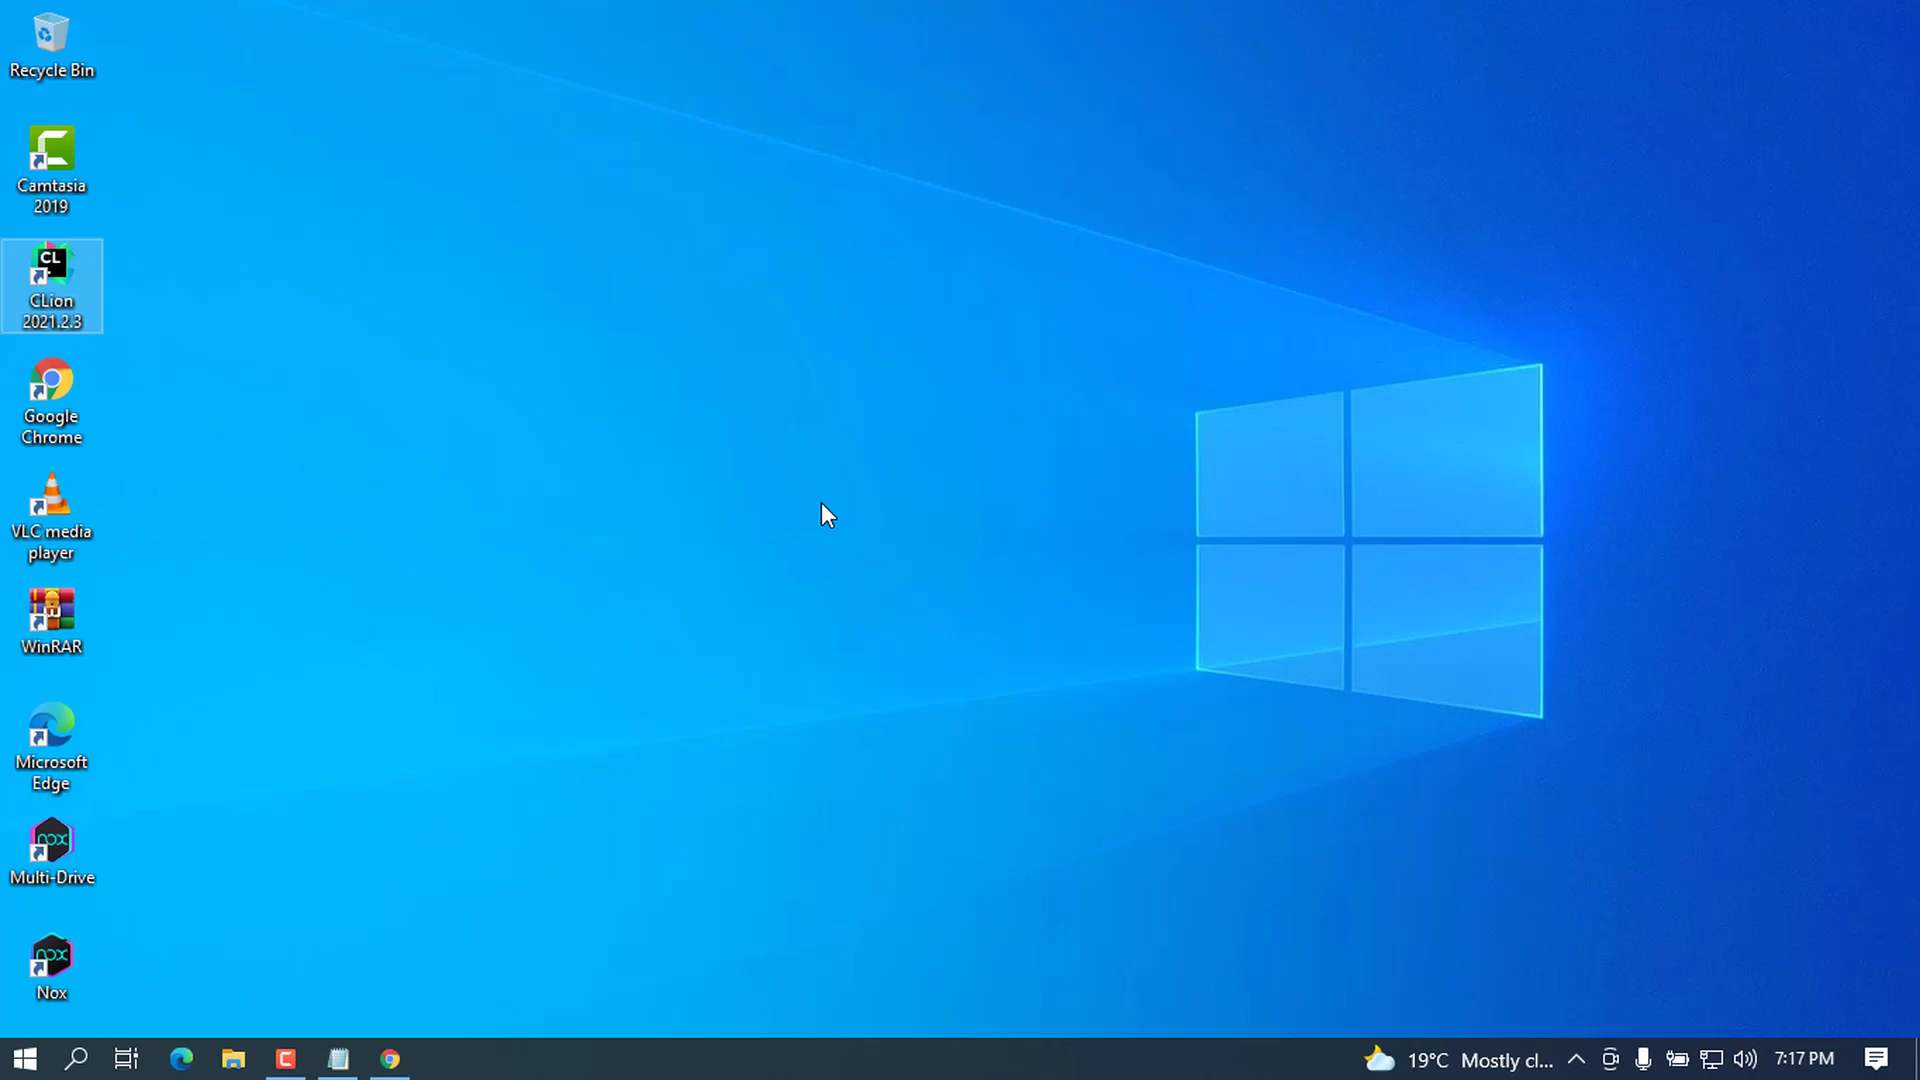 Recycle Bin
Camtasia
2019
CL
CLion
2021.2.3
Google
Chrome
VLC media
player
WinRAR
Microsoft
Edge
nox
Multi-Drive
nox
Nox
19°C Mostly cl... 7:17 PM